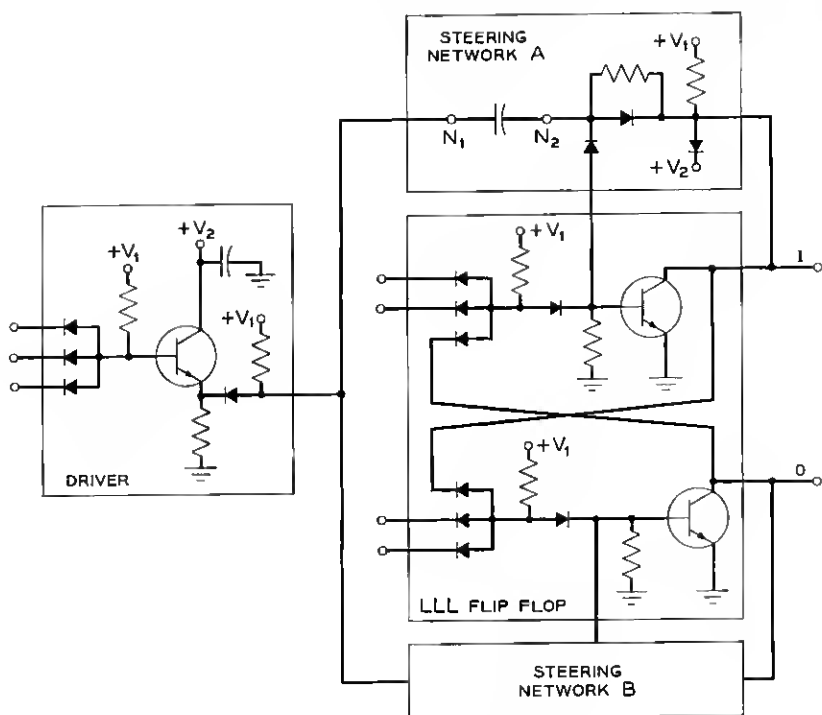 STEERING
NETWORK A
+V₁
N₁
N₂
+V₂
+V₂
+V₁
+V₁
+V₁
1
DRIVER
+V₁
0
LLL FLIP FLOP
STEERING
NETWORK B